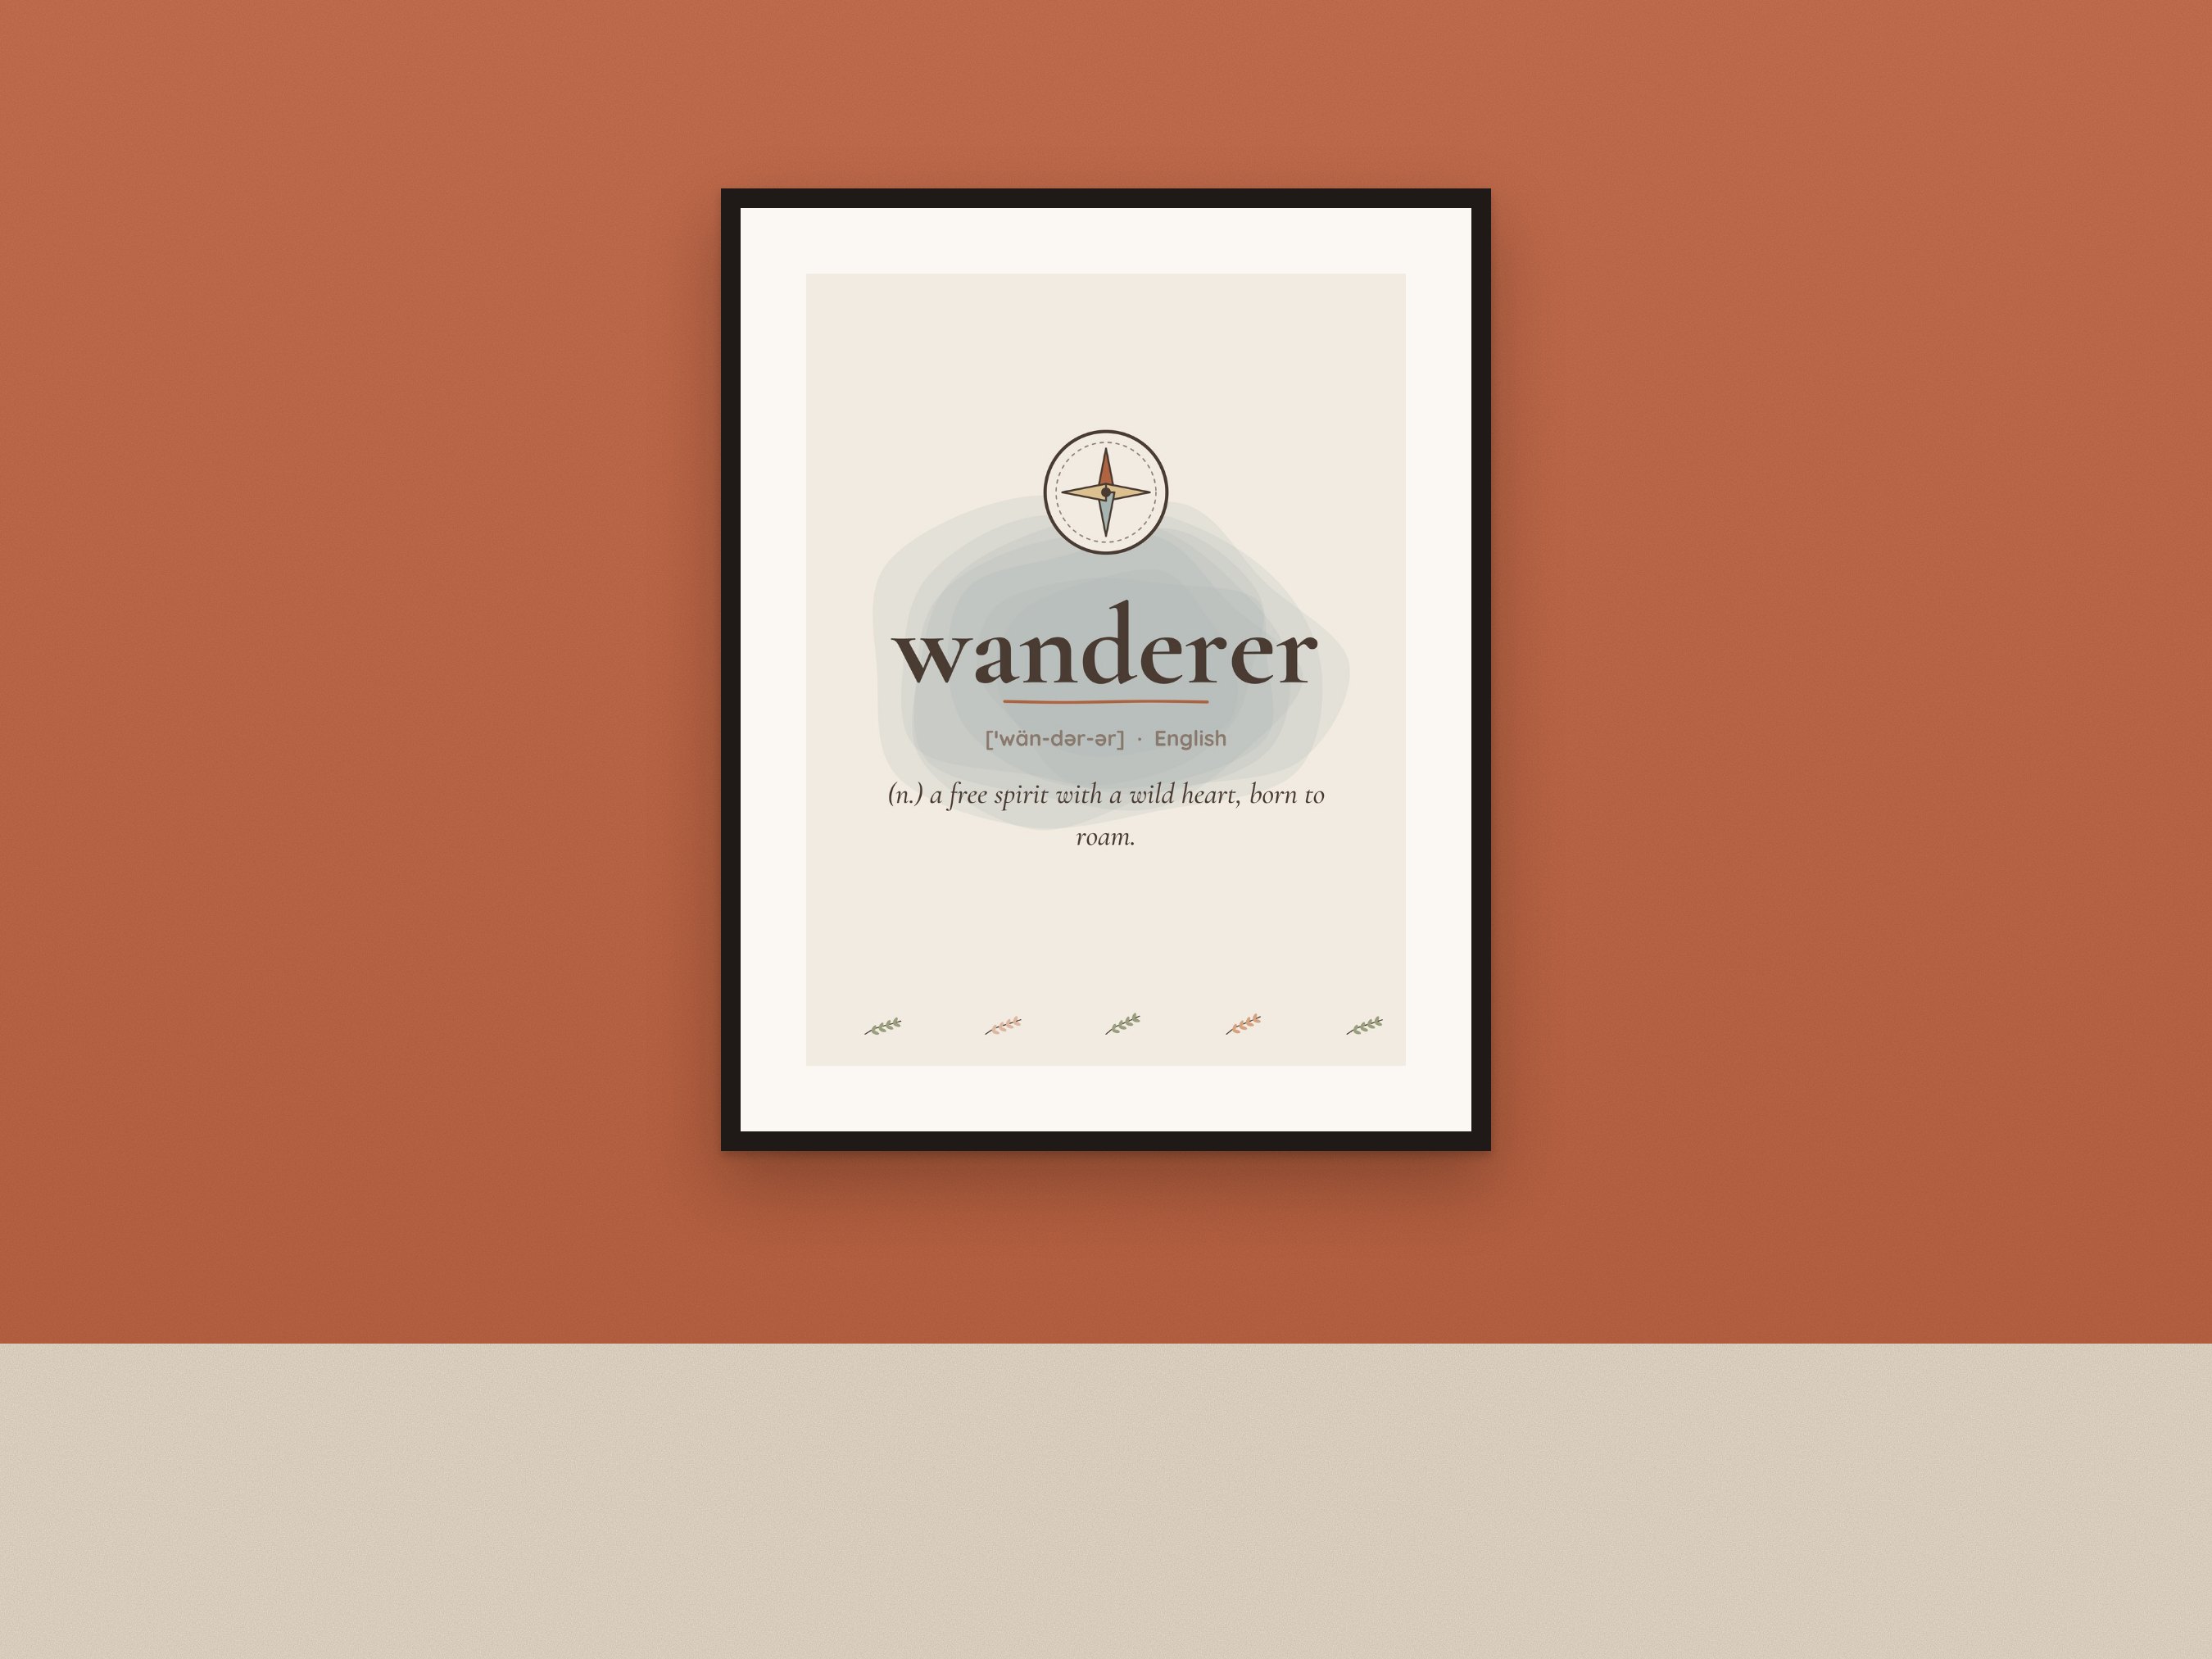 wanderer
['wän-dər-ər] · English
(n.) a free spirit with a wild heart, born to
roam.